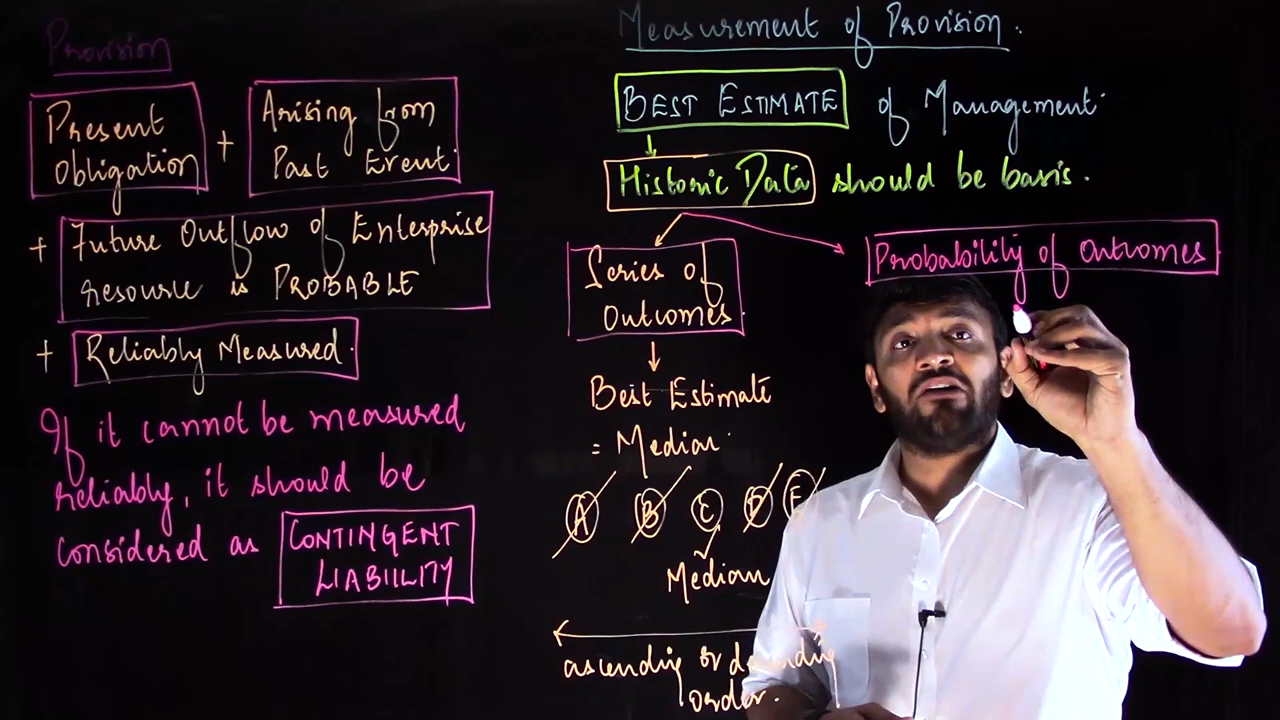 Provision
Present
Obligation
+
Arising from
Past Event
+ Future Outflow of Enterprise
resource is PROBABLE
+ Reliably Measured
If it cannot be measured
reliably, it should be
considered as CONTINGENT
LIABIILITY
Measurement of Provision.
BEST ESTIMATE of Management
Historic Data should be basis.
Series of
Outcomes
Best Estimate
= Median
A B C D E
Median
ascending or
order.
Probability of Outcomes